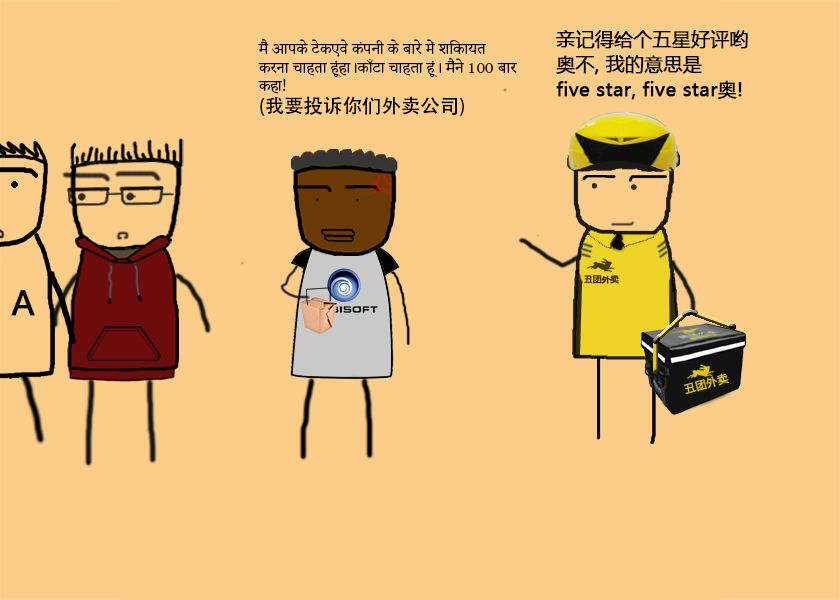 मै आपके टेकएवे कंपनी के बारे में शकिायत
करना चाहता हूंहा।काँटा चाहता हूं। मैने 100 बार
कहा!
(我要投诉你们外卖公司)
亲记得给个五星好评哟
奥不, 我的意思是
five star, five star奥!
A
BISOFT
丑团外卖
丑团外卖